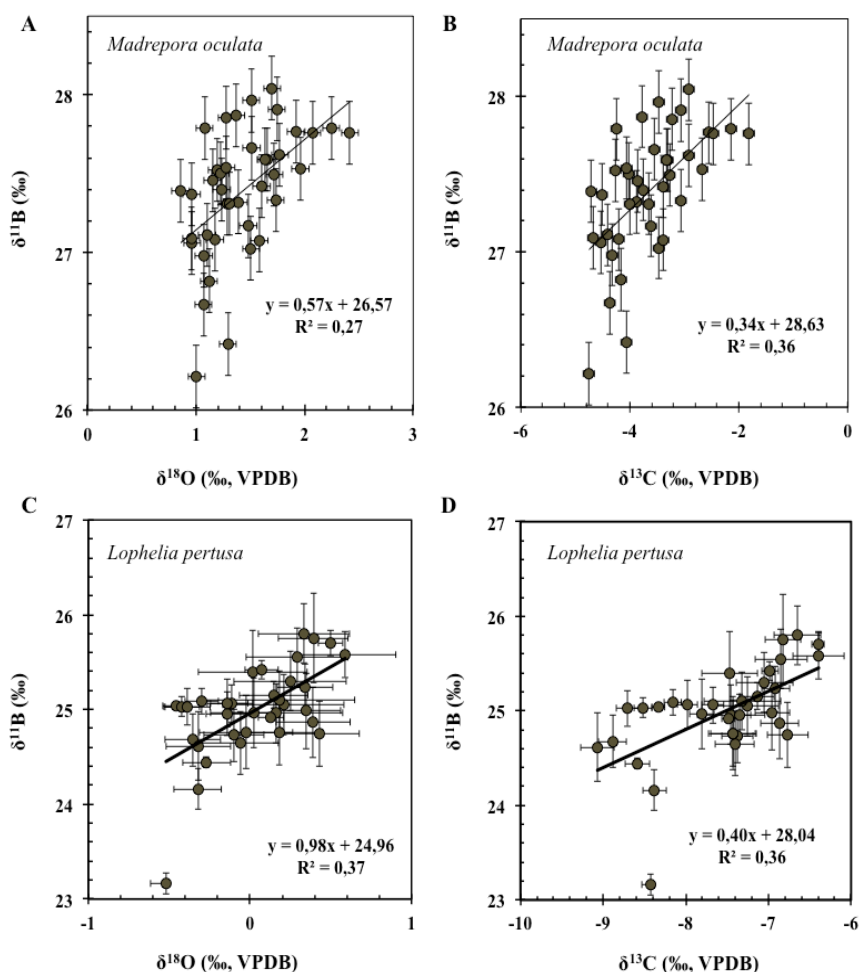 A
Madrepora oculata
28
27
26
δ¹¹B (‰)
y = 0,57x + 26,57
R² = 0,27
0
1
2
3
δ¹⁸O (‰, VPDB)
B
Madrepora oculata
28
27
26
δ¹¹B (‰)
y = 0,34x + 28,63
R² = 0,36
-6
-4
-2
0
δ¹³C (‰, VPDB)
C
Lophelia pertusa
27
26
25
24
23
δ¹¹B (‰)
y = 0,98x + 24,96
R² = 0,37
-1
0
1
δ¹⁸O (‰, VPDB)
D
Lophelia pertusa
27
26
25
24
23
δ¹¹B (‰)
y = 0,40x + 28,04
R² = 0,36
-10
-9
-8
-7
-6
δ¹³C (‰, VPDB)